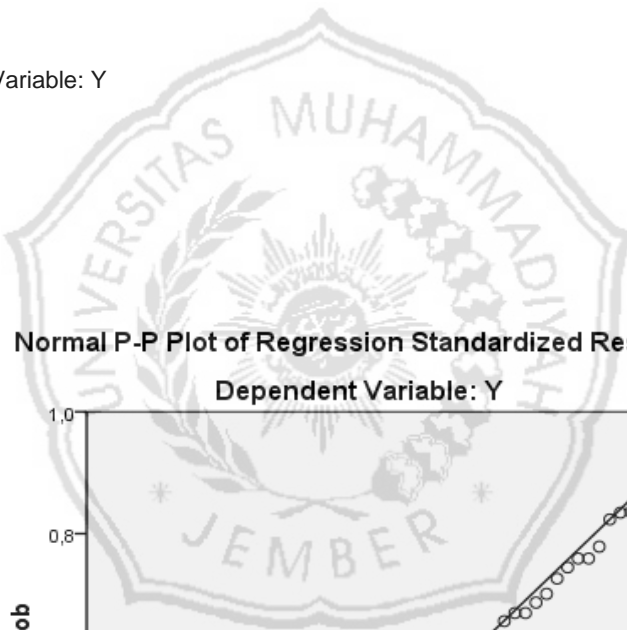 Variable: Y
UNIVERSITAS MUHAMMADIYAH
JEMBER
Normal P-P Plot of Regression Standardized Re
Dependent Variable: Y
1,0
0,8
ob